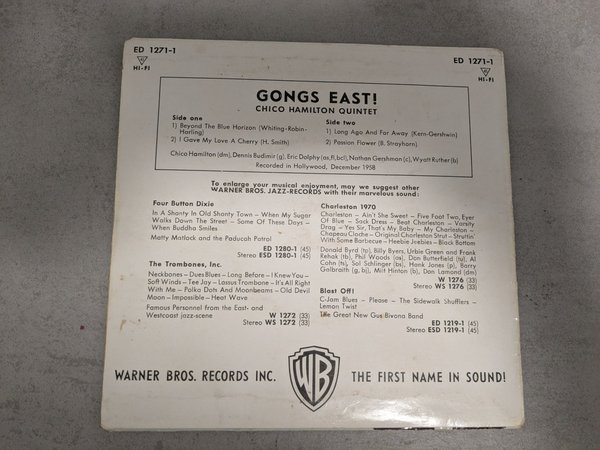 ED 1271-1
HI-FI
ED 1271-1
HI-FI
GONGS EAST!
CHICO HAMILTON QUINTET
Side one
1) Beyond The Blue Horizon (Whiting-Robin-
Harling)
2) I Gave My Love A Cherry (H. Smith)
Side two
1) Long Ago And Far Away (Kern-Gershwin)
2) Passion Flower (B. Strayhorn)
Chico Hamilton (dm), Dennis Budimir (g), Eric Dolphy (as,fl,bcl), Nathan Gershman (c), Wyatt Ruther (b)
Recorded in Hollywood, December 1958
To enlarge your musical enjoyment, may we suggest other
WARNER BROS. JAZZ-RECORDS with their marvelous sound:
Four Button Dixie
In A Shanty In Old Shanty Town – When My Sugar
Walks Down The Street – Some Of These Days –
When Buddha Smiles
Matty Matlock and the Paducah Patrol
ED 1280-1 (45)
Stereo ESD 1280-1 (45)
The Trombones, Inc.
Neckbones – Dues Blues – Long Before – I Knew You –
Soft Winds – Tee Jay – Lassus Trombone – It's All Right
With Me – Polka Dots And Moonbeams – Old Devil
Moon – Impossible – Heat Wave
Famous Personnel from the East- and
Westcoast jazz-scene
W 1272 (33)
Stereo WS 1272 (33)
Charleston 1970
Charleston – Ain't She Sweet – Five Foot Two, Eyes
Of Blue – Sack Dress – Beat Charleston – Varsity
Drag – Yes Sir, That's My Baby – My Charleston –
Chapeau Cloche – Original Charleston Strut – Struttin'
With Some Barbecue – Heebie Jeebies – Black Bottom
Donald Byrd (tp), Billy Byers, Urbie Green and Frank
Rehak (tb), Phil Woods (as), Don Butterfield (tu), Al
Cohn (ts), Sol Schlinger (bs), Hank Jones (p), Barry
Galbraith (g, bj), Milt Hinton (b), Don Lamond (dm)
W 1276 (33)
Stereo WS 1276 (33)
Blast Off!
C-Jam Blues – Please – The Sidewalk Shufflers –
Lemon Twist
The Great New Gus Bivona Band
ED 1219-1 (45)
Stereo ESD 1219-1 (45)
WARNER BROS. RECORDS INC.
WB
THE FIRST NAME IN SOUND!